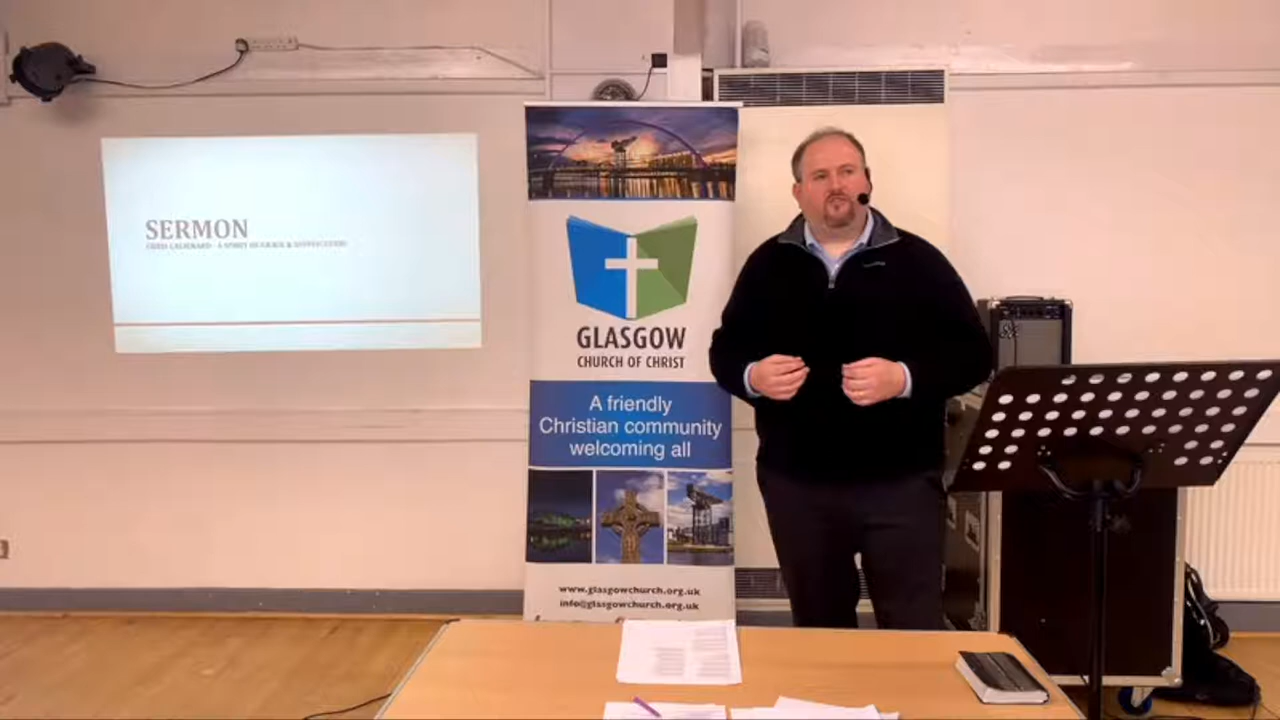 SERMON
GLASGOW
CHURCH OF CHRIST
A friendly
Christian community
welcoming all
www.glasgowchurch.org.uk
info@glasgowchurch.org.uk